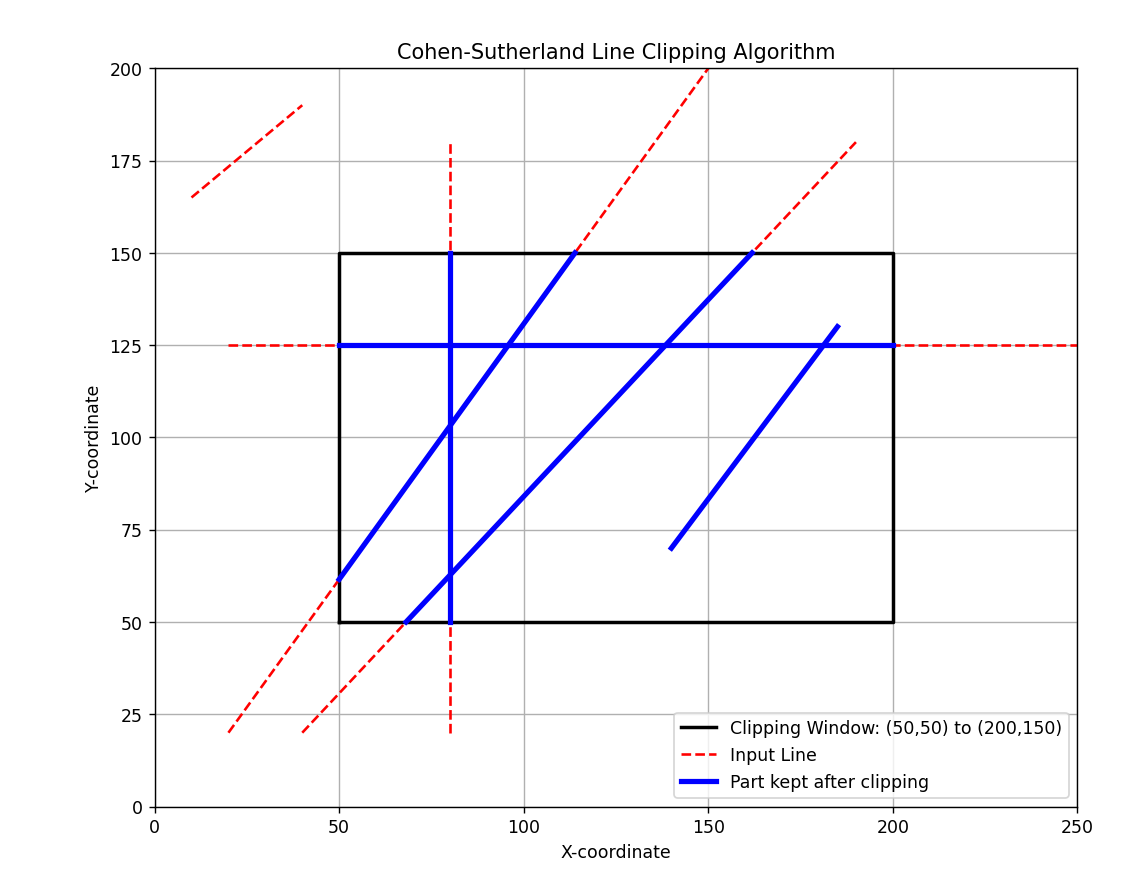 Cohen-Sutherland Line Clipping Algorithm
200
175
150
125
100
75
50
25
0
Y-coordinate
0 50 100 150 200 250
X-coordinate
Clipping Window: (50,50) to (200,150)
Input Line
Part kept after clipping